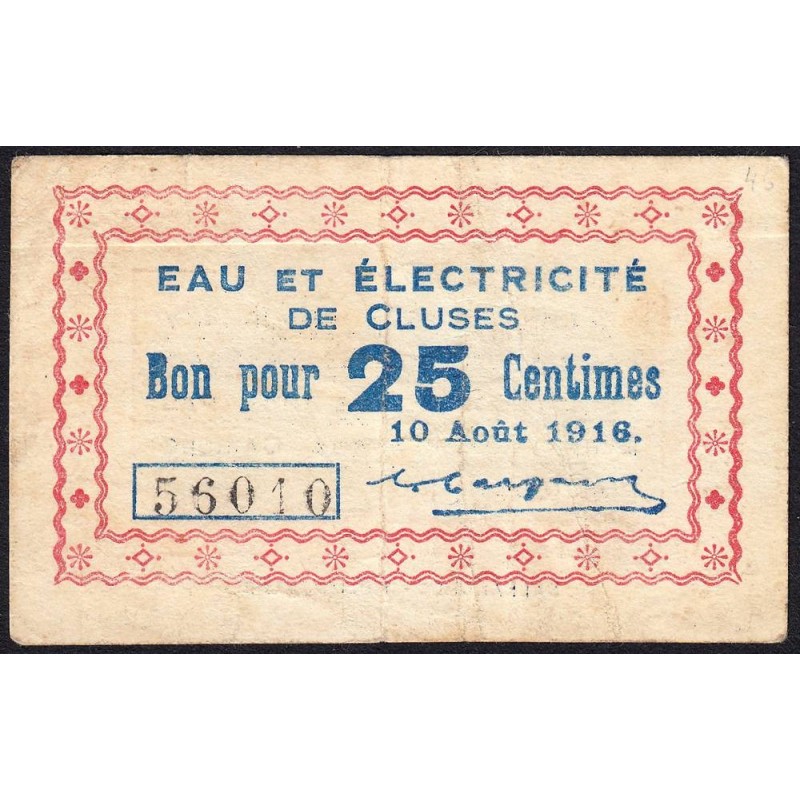 EAU ET ÉLECTRICITÉ
DE CLUSES
Bon pour 25 Centimes
10 Août 1916.
56010